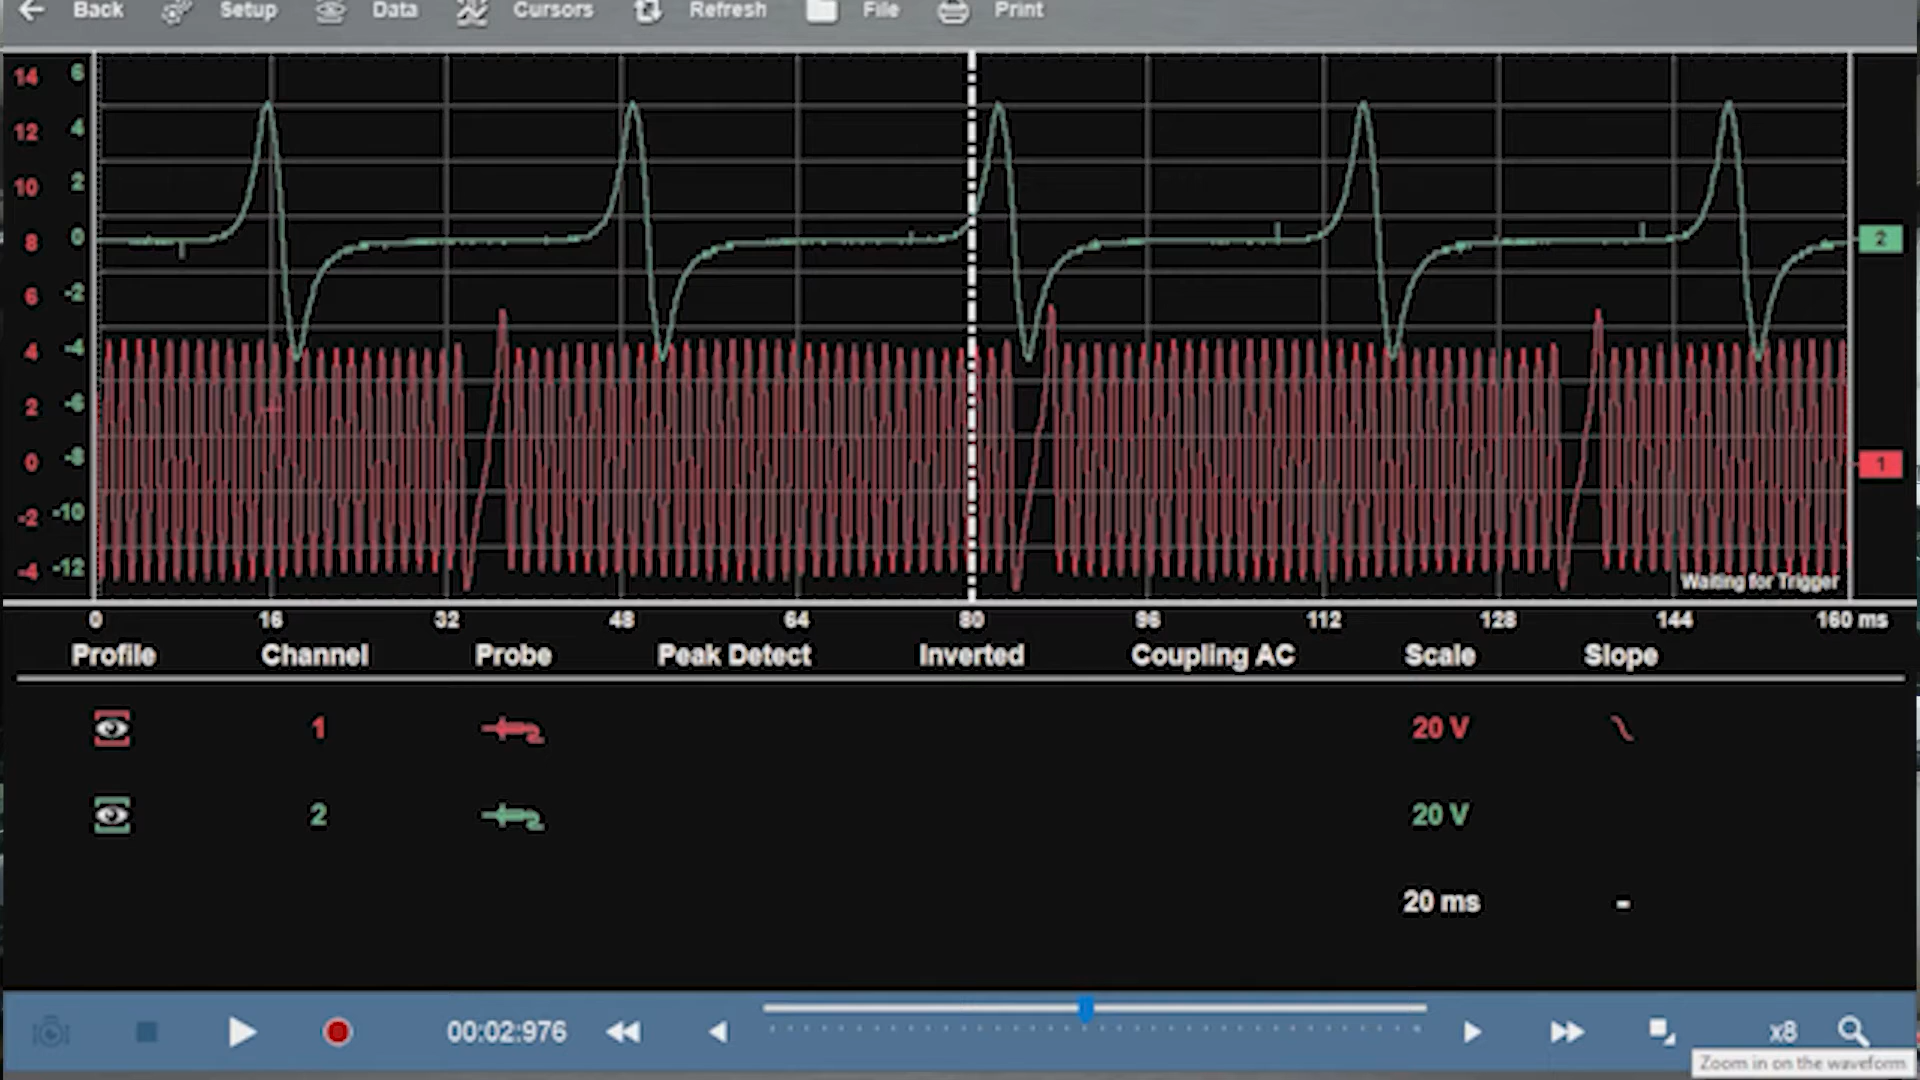 Back Setup Data Cursors Refresh File Print
14 6
12 4
10 2
8 0
6 -2
4 -4
2 -6
0 -8
-2 -10
-4 -12
2
1
Waiting for Trigger
0 16 32 48 64 80 96 112 128 144 160 ms
Profile Channel Probe Peak Detect Inverted Coupling AC Scale Slope
1 20 V
2 20 V
20 ms -
00:02:976 x8
Zoom in on the waveform